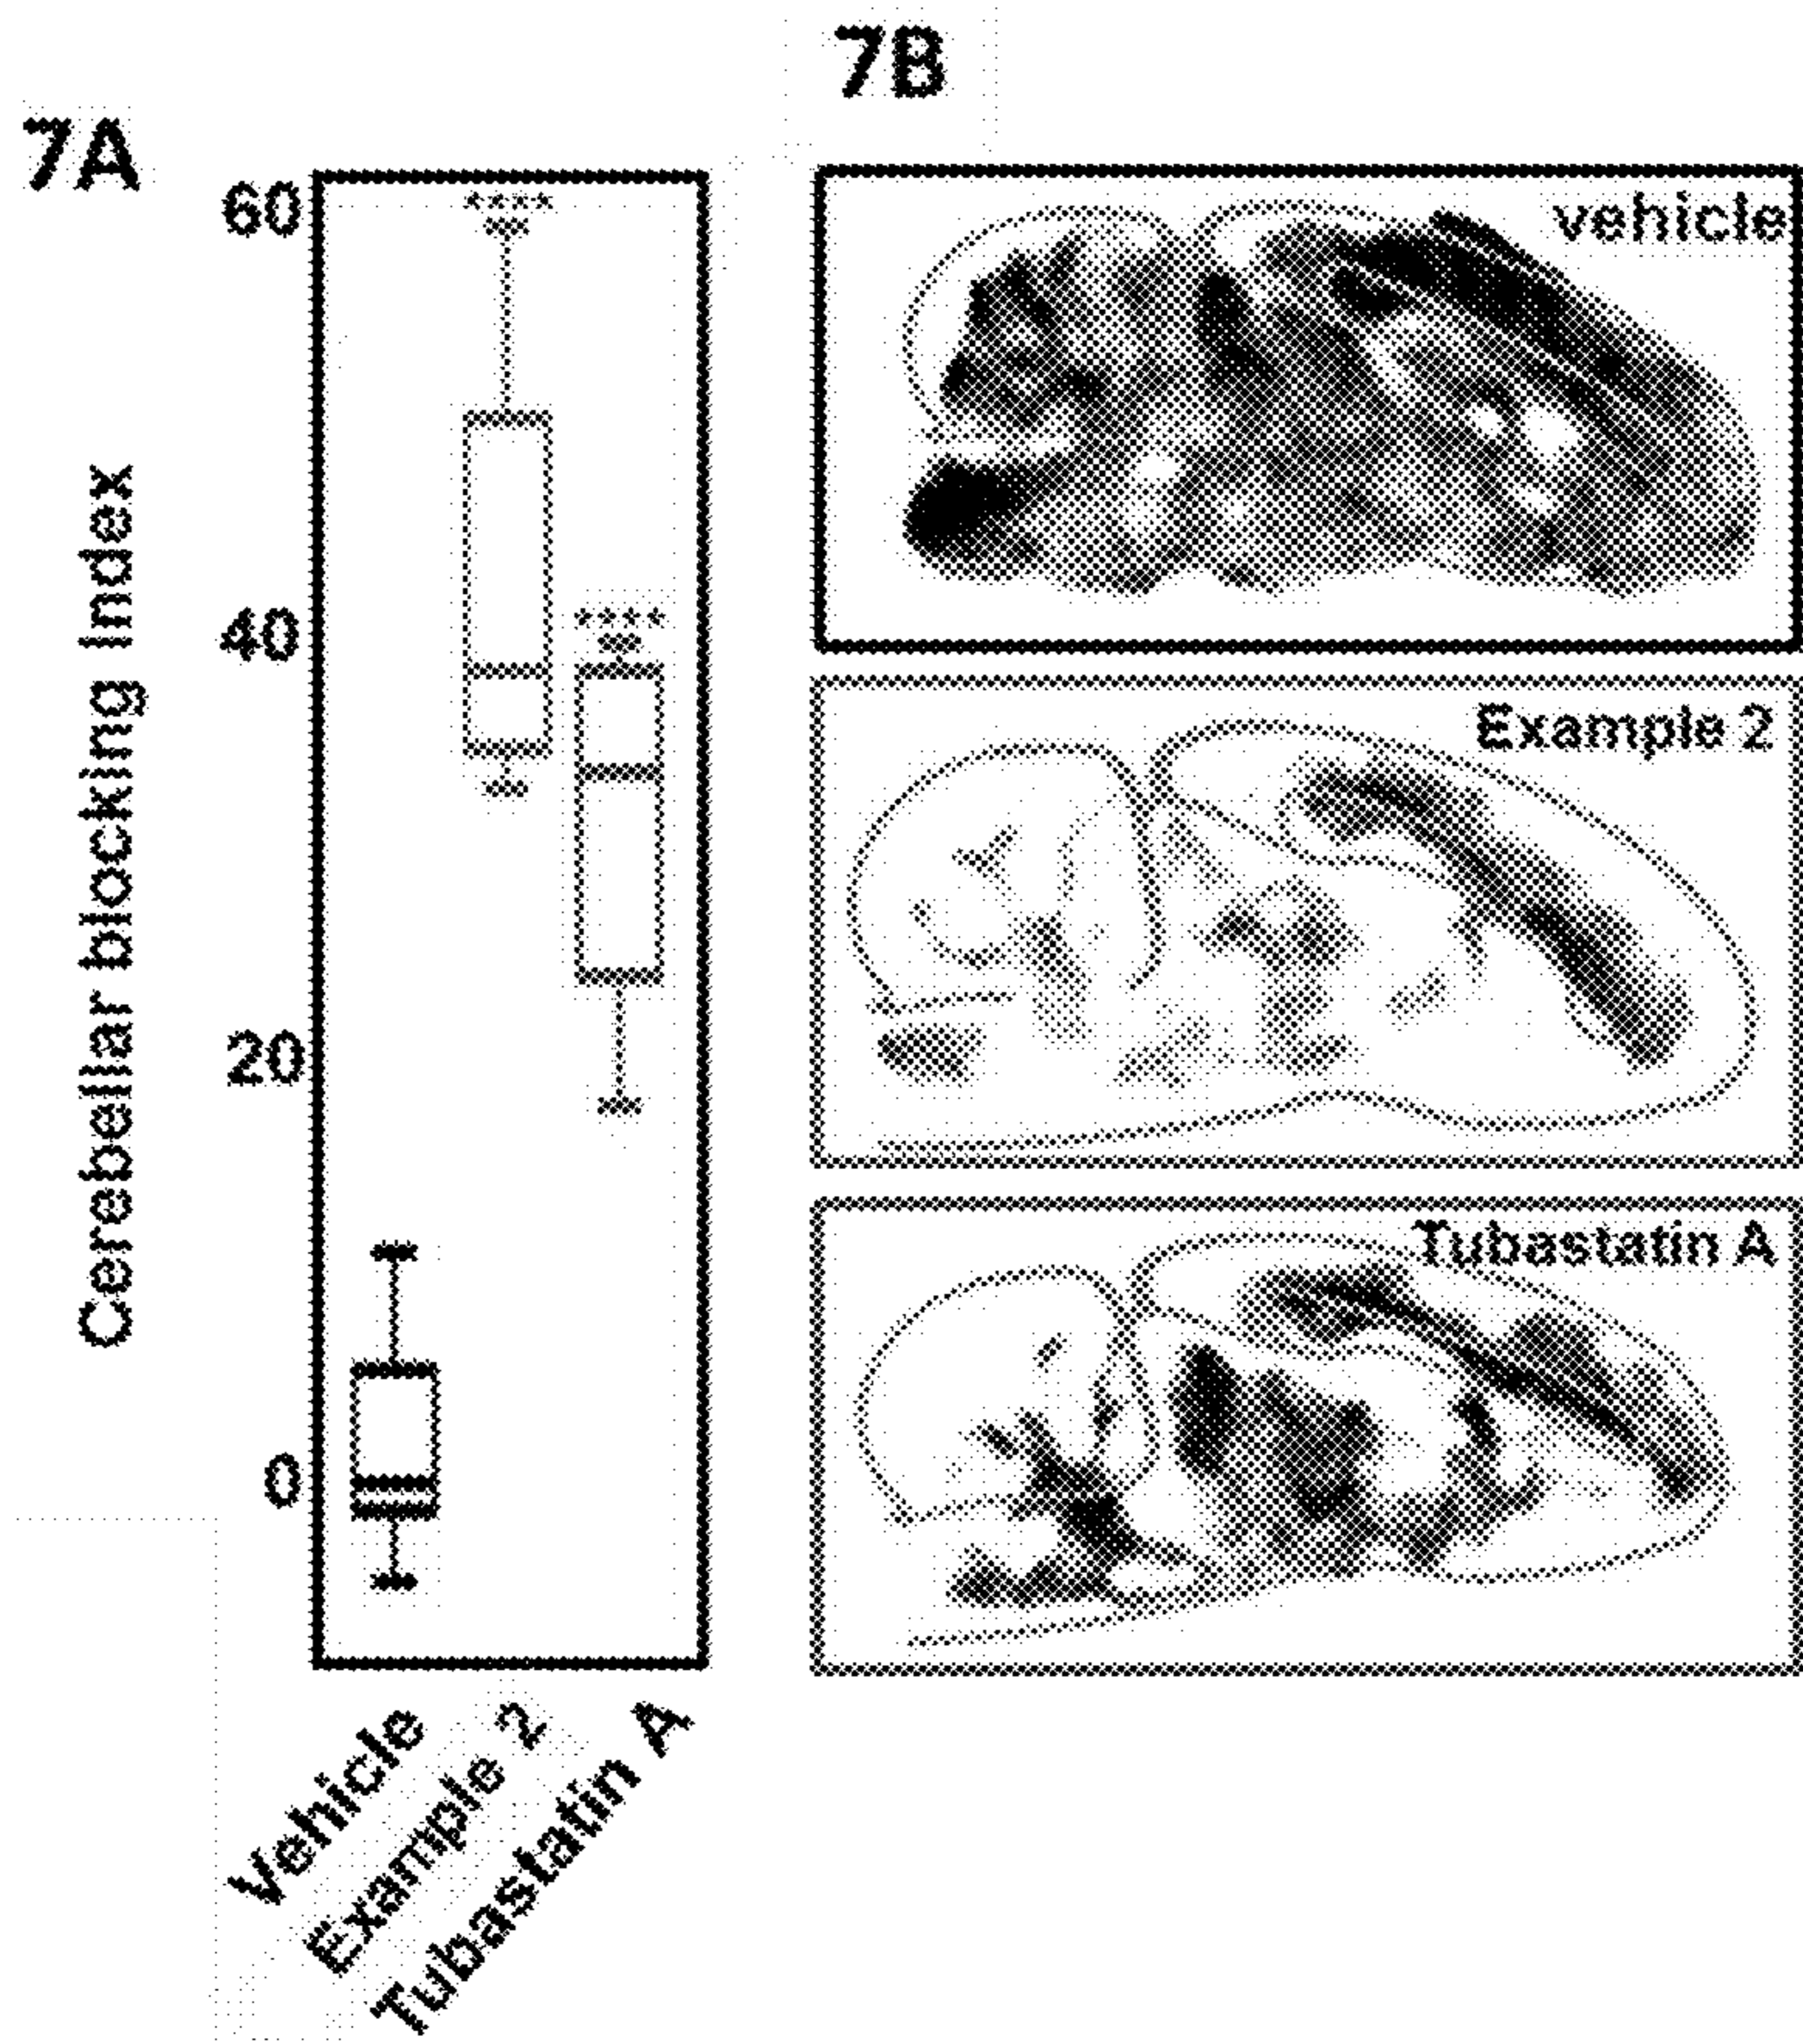 7A
7B
60
40
20
0
Cerebellar blocking Index
Vehicle
Example 2
Tubastatin A
****
****
vehicle
Example 2
Tubastatin A